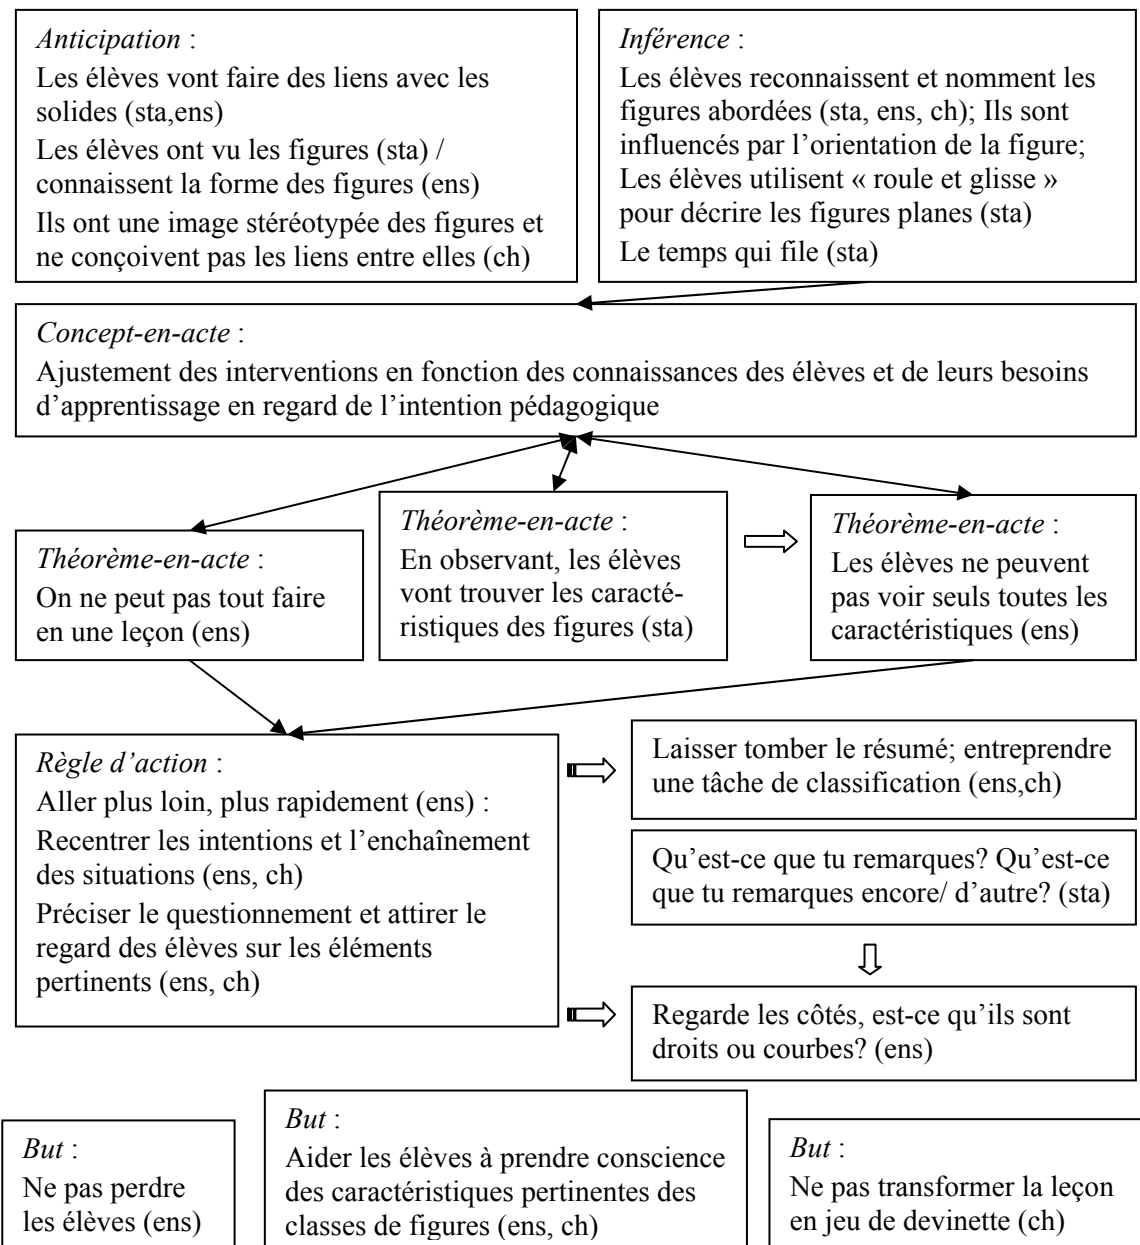 Anticipation :
Les élèves vont faire des liens avec les
solides (sta,ens)
Les élèves ont vu les figures (sta) /
connaissent la forme des figures (ens)
Ils ont une image stéréotypée des figures et
ne conçoivent pas les liens entre elles (ch)
Inférence :
Les élèves reconnaissent et nomment les
figures abordées (sta, ens, ch); Ils sont
influencés par l’orientation de la figure;
Les élèves utilisent « roule et glisse »
pour décrire les figures planes (sta)
Le temps qui file (sta)
Concept-en-acte :
Ajustement des interventions en fonction des connaissances des élèves et de leurs besoins
d’apprentissage en regard de l’intention pédagogique
Théorème-en-acte :
On ne peut pas tout faire
en une leçon (ens)
Théorème-en-acte :
En observant, les élèves
vont trouver les caracté-
ristiques des figures (sta)
Théorème-en-acte :
Les élèves ne peuvent
pas voir seuls toutes les
caractéristiques (ens)
Règle d’action :
Aller plus loin, plus rapidement (ens) :
Recentrer les intentions et l’enchaînement
des situations (ens, ch)
Préciser le questionnement et attirer le
regard des élèves sur les éléments
pertinents (ens, ch)
Laisser tomber le résumé; entreprendre
une tâche de classification (ens,ch)
Qu’est-ce que tu remarques? Qu’est-ce
que tu remarques encore/ d’autre? (sta)
Regarde les côtés, est-ce qu’ils sont
droits ou courbes? (ens)
But :
Ne pas perdre
les élèves (ens)
But :
Aider les élèves à prendre conscience
des caractéristiques pertinentes des
classes de figures (ens, ch)
But :
Ne pas transformer la leçon
en jeu de devinette (ch)